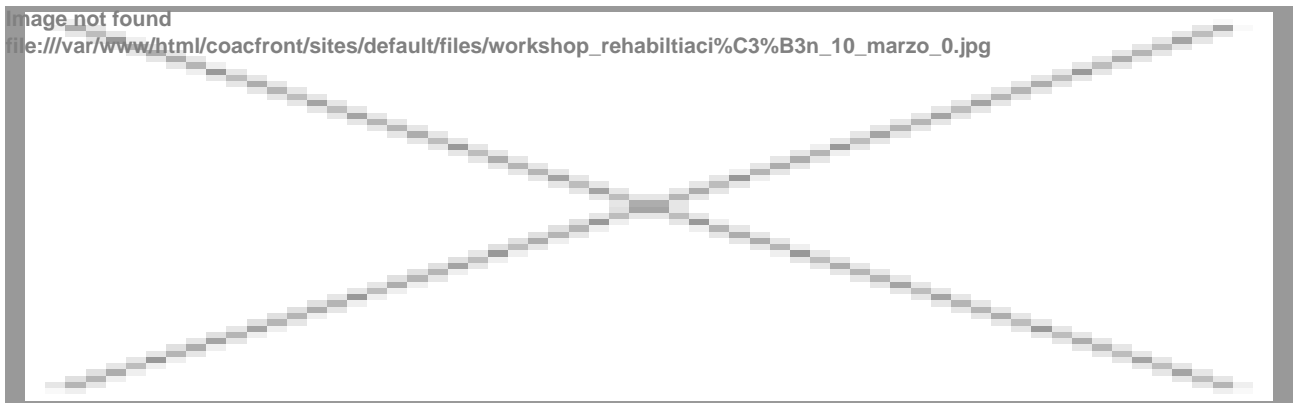 Image not found
file:///var/www/html/coacfront/sites/default/files/workshop_rehabiltiaci%C3%B3n_10_marzo_0.jpg